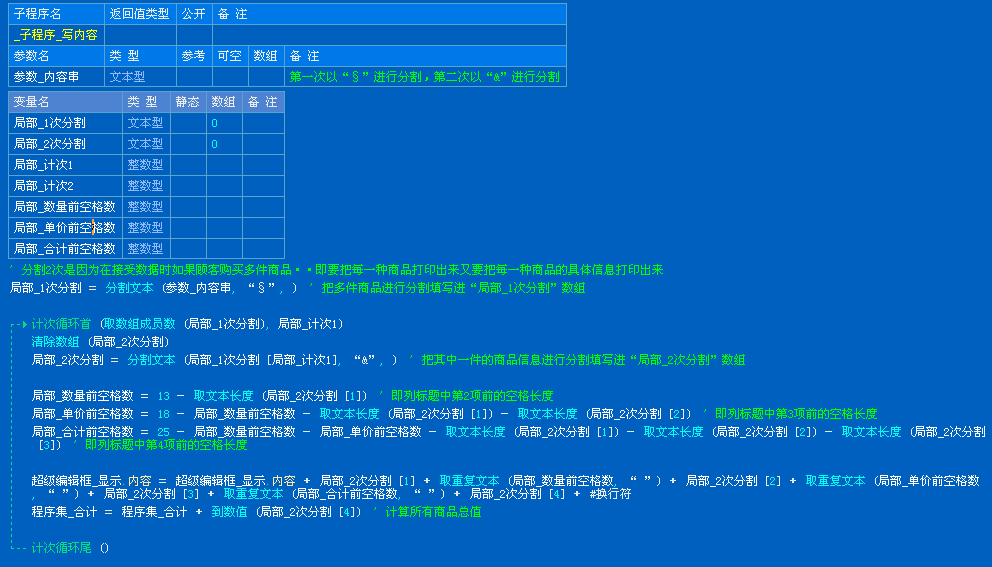 子程序名 返回值类型 公开 备 注
_子程序_写内容
参数名 类 型 参考 可空 数组 备 注
参数_内容串 文本型 第一次以“§”进行分割，第二次以“&”进行分割
变量名 类 型 静态 数组 备 注
局部_1次分割 文本型 0
局部_2次分割 文本型 0
局部_计次1 整数型
局部_计次2 整数型
局部_数量前空格数 整数型
局部_单价前空格数 整数型
局部_合计前空格数 整数型
' 分割2次是因为在接受数据时如果顾客购买多件商品··即要把每一种商品打印出来又要把每一种商品的具体信息打印出来
局部_1次分割 = 分割文本 (参数_内容串, “§”, ) ' 把多件商品进行分割填写进“局部_1次分割”数组
计次循环首 (取数组成员数 (局部_1次分割), 局部_计次1)
清除数组 (局部_2次分割)
局部_2次分割 = 分割文本 (局部_1次分割 [局部_计次1], “&”, ) ' 把其中一件的商品信息进行分割填写进“局部_2次分割”数组
局部_数量前空格数 = 13 - 取文本长度 (局部_2次分割 [1]) ' 即列标题中第2项前的空格长度
局部_单价前空格数 = 18 - 局部_数量前空格数 - 取文本长度 (局部_2次分割 [1]) - 取文本长度 (局部_2次分割 [2]) ' 即列标题中第3项前的空格长度
局部_合计前空格数 = 25 - 局部_数量前空格数 - 局部_单价前空格数 - 取文本长度 (局部_2次分割 [1]) - 取文本长度 (局部_2次分割 [2]) - 取文本长度 (局部_2次分割
[3]) ' 即列标题中第4项前的空格长度
超级编辑框_显示.内容 = 超级编辑框_显示.内容 + 局部_2次分割 [1] + 取重复文本 (局部_数量前空格数, “ ”) + 局部_2次分割 [2] + 取重复文本 (局部_单价前空格数
, “ ”) + 局部_2次分割 [3] + 取重复文本 (局部_合计前空格数, “ ”) + 局部_2次分割 [4] + #换行符
程序集_合计 = 程序集_合计 + 到数值 (局部_2次分割 [4]) ' 计算所有商品总值
计次循环尾 ()